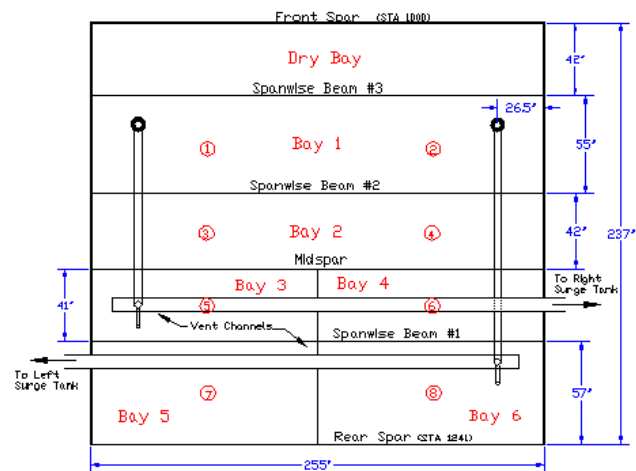 Front Spar (STA 1000)
Dry Bay
42"
Spanwise Beam #3
26.5"
1
Bay 1
2
55"
Spanwise Beam #2
3
Bay 2
4
42"
237"
Midspar
Bay 3
Bay 4
To Right
Surge Tank
41"
5
6
Vent Channels
Spanwise Beam #1
To Left
Surge Tank
7
8
57"
Bay 5
Bay 6
Rear Spar (STA 1241)
255"